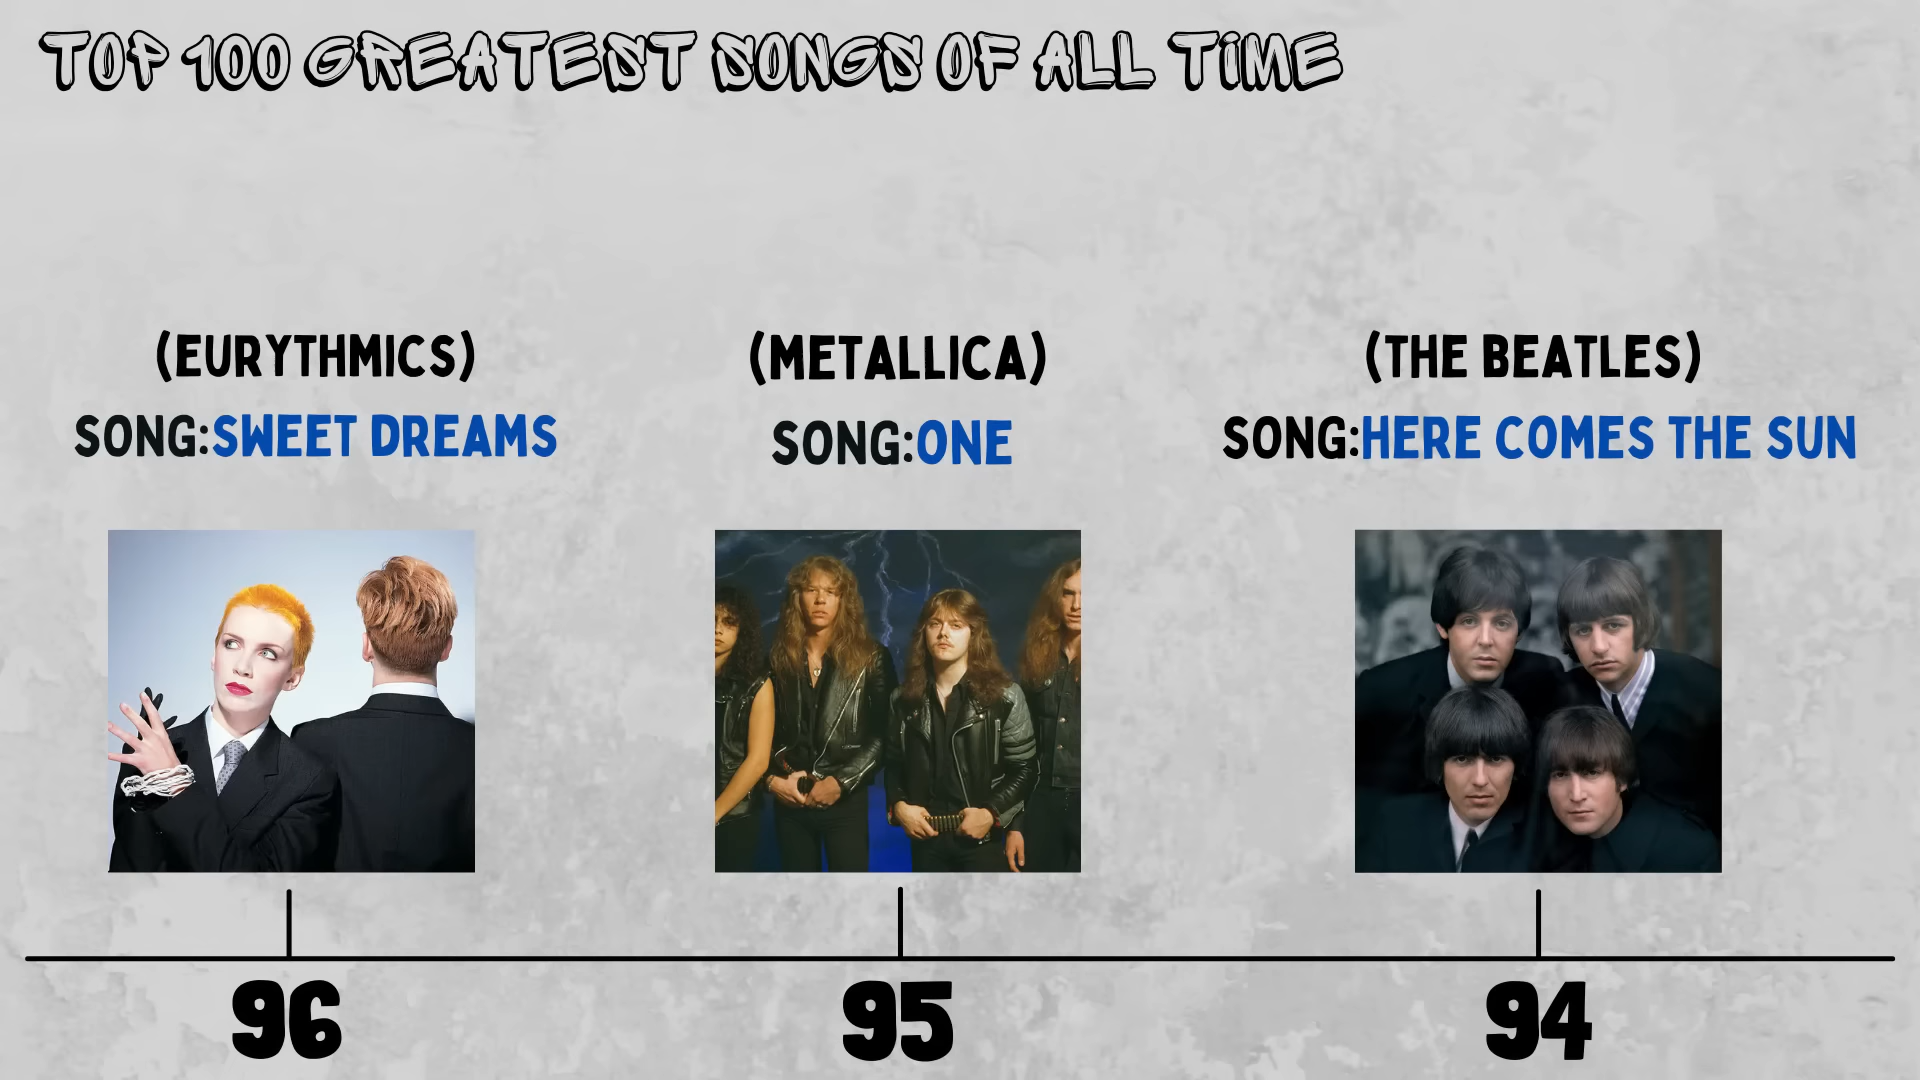 TOP 100 GREATEST SONGS OF ALL TiME
(EURYTHMICS)
SONG:SWEET DREAMS
(METALLICA)
SONG:ONE
(THE BEATLES)
SONG:HERE COMES THE SUN
96
95
94